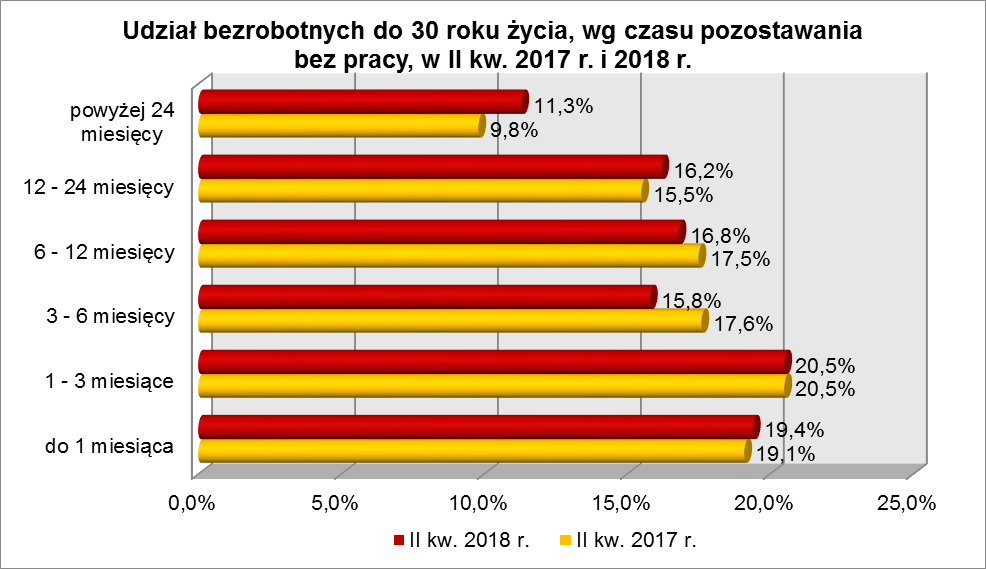 Udział bezrobotnych do 30 roku życia, wg czasu pozostawania
bez pracy, w II kw. 2017 r. i 2018 r.
powyżej 24
miesięcy
11,3%
9,8%
12 - 24 miesięcy
16,2%
15,5%
6 - 12 miesięcy
16,8%
17,5%
3 - 6 miesięcy
15,8%
17,6%
1 - 3 miesiące
20,5%
20,5%
do 1 miesiąca
19,4%
19,1%
0,0% 5,0% 10,0% 15,0% 20,0% 25,0%
II kw. 2018 r. II kw. 2017 r.